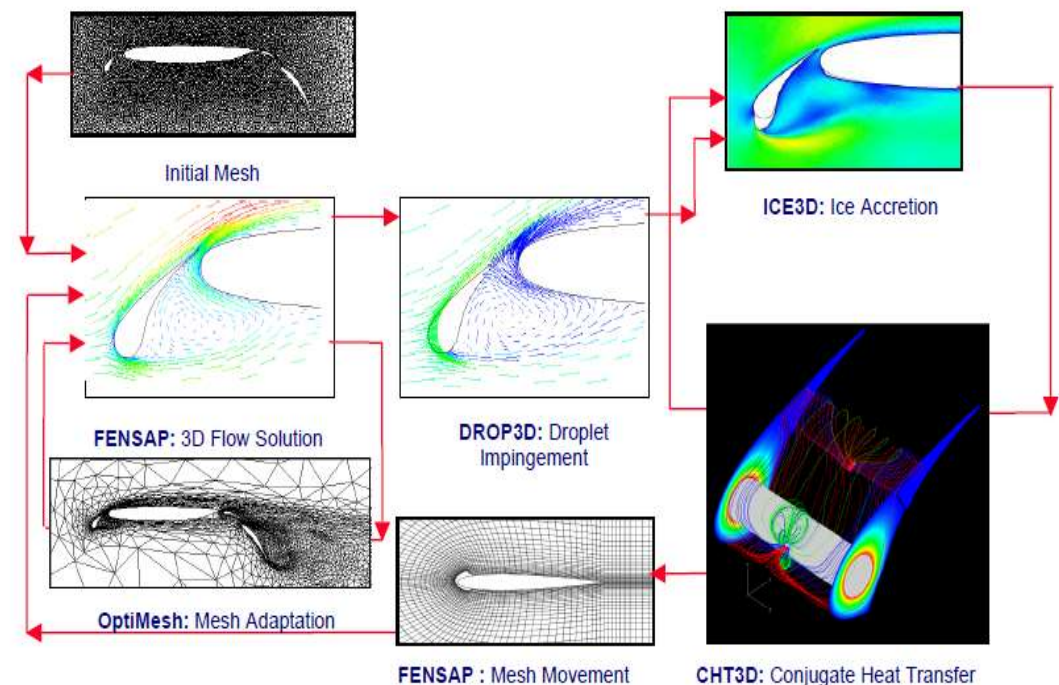 Initial Mesh
ICE3D: Ice Accretion
FENSAP: 3D Flow Solution
DROP3D: Droplet
Impingement
OptiMesh: Mesh Adaptation
FENSAP : Mesh Movement
CHT3D: Conjugate Heat Transfer